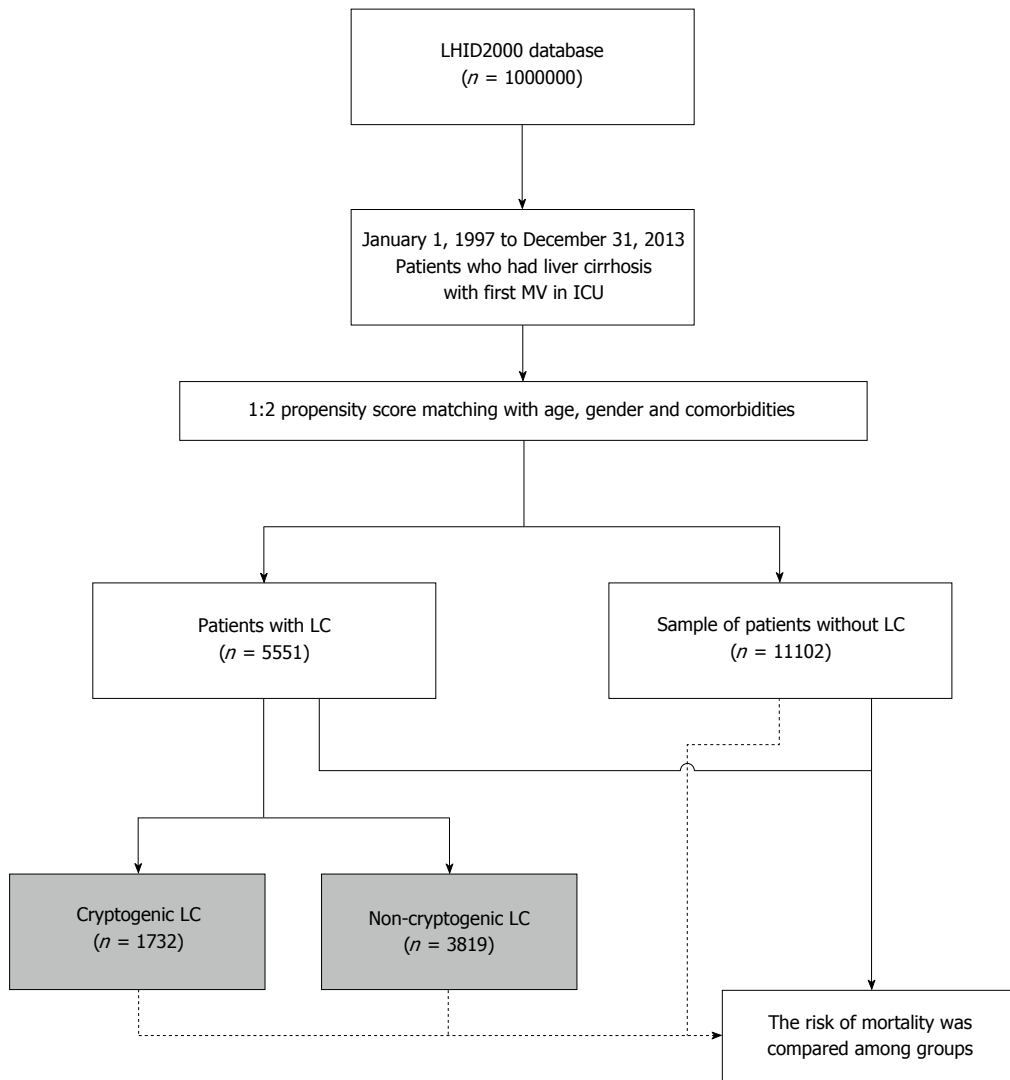 LHID2000 database
(n = 1000000)
January 1, 1997 to December 31, 2013
Patients who had liver cirrhosis
with first MV in ICU
1:2 propensity score matching with age, gender and comorbidities
Patients with LC
(n = 5551)
Sample of patients without LC
(n = 11102)
Cryptogenic LC
(n = 1732)
Non-cryptogenic LC
(n = 3819)
The risk of mortality was
compared among groups